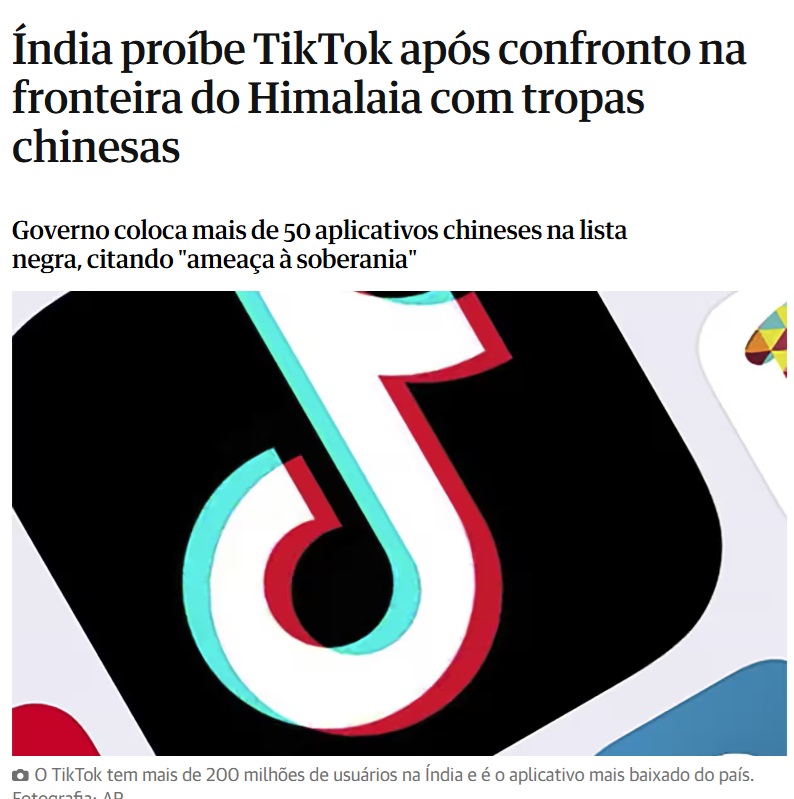 Índia proíbe TikTok após confronto na
fronteira do Himalaia com tropas
chinesas
Governo coloca mais de 50 aplicativos chineses na lista
negra, citando "ameaça à soberania"
O TikTok tem mais de 200 milhões de usuários na Índia e é o aplicativo mais baixado do país.
Fotografia: AP